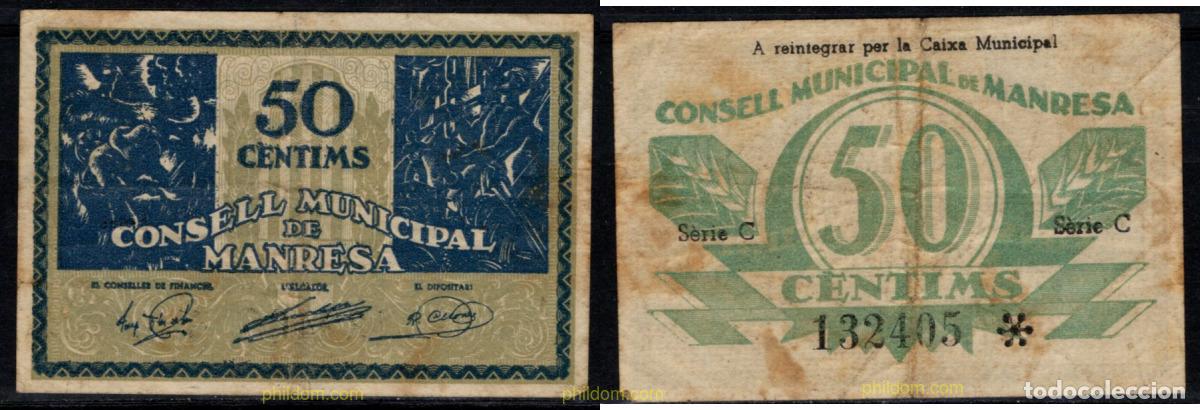 50
CÈNTIMS
CONSELL MUNICIPAL
DE
MANRESA
EL CONSELLER DE FINANCES,
L'ALCALDE,
EL DIPOSITARI
A reintegrar per la Caixa Municipal
CONSELL MUNICIPAL DE MANRESA
50
Sèrie C
Sèrie C
CÈNTIMS
132405 *
phildom.com
phildom.com
phildom.com
todocoleccion